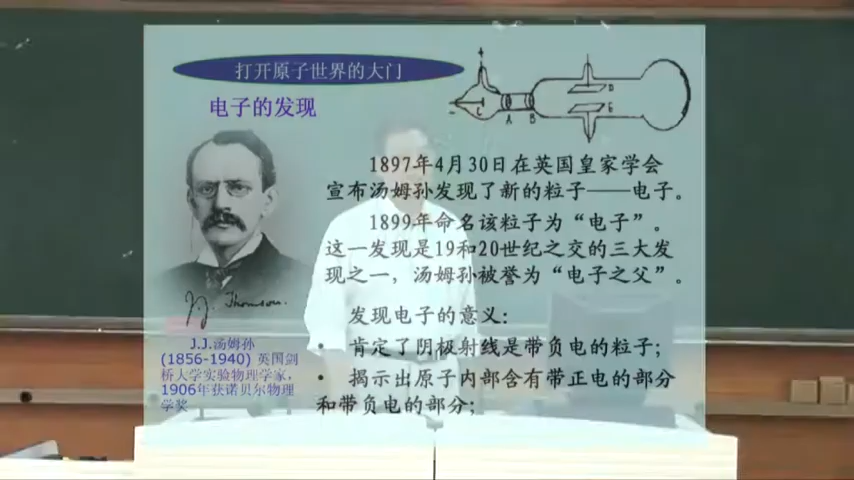 打开原子世界的大门
电子的发现
+
-
C
A
B
D
E
1897年4月30日在英国皇家学会
宣布汤姆孙发现了新的粒子——电子。
1899年命名该粒子为“电子”。
这一发现是19和20世纪之交的三大发
现之一，汤姆孙被誉为“电子之父”。
J.J. Thomson.
J.J.汤姆孙
(1856-1940) 英国剑
桥大学实验物理学家，
1906年获诺贝尔物理
学奖
发现电子的意义：
• 肯定了阴极射线是带负电的粒子；
• 揭示出原子内部含有带正电的部分
和带负电的部分；